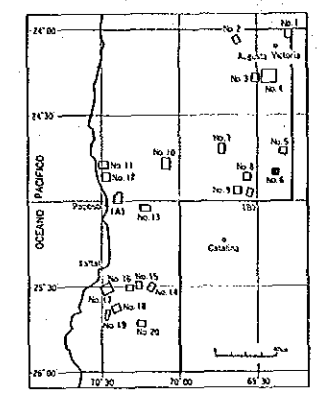 24°00'
No. 1
No. 2
Augusta Victoria
No. 3
No. 4
24°30'
No. 7
No. 5
No. 10
No. 11
No. 8
No. 6
No. 12
No. 9
OCEANO PACIFICO
Paposo
(A)
No. 13
(B)
Catalina
Taltal
No. 16
No. 15
25°30'
No. 14
No. 17
No. 18
No. 19
No. 20
26°00'
70°30'
70°00'
69°30'